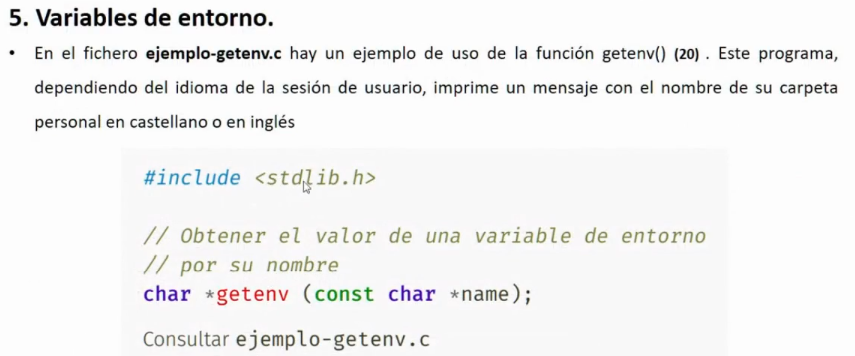 5. Variables de entorno.
• En el fichero ejemplo-getenv.c hay un ejemplo de uso de la función getenv() (20) . Este programa,
dependiendo del idioma de la sesión de usuario, imprime un mensaje con el nombre de su carpeta
personal en castellano o en inglés
#include <stdlib.h>
// Obtener el valor de una variable de entorno
// por su nombre
char *getenv (const char *name);
Consultar ejemplo-getenv.c